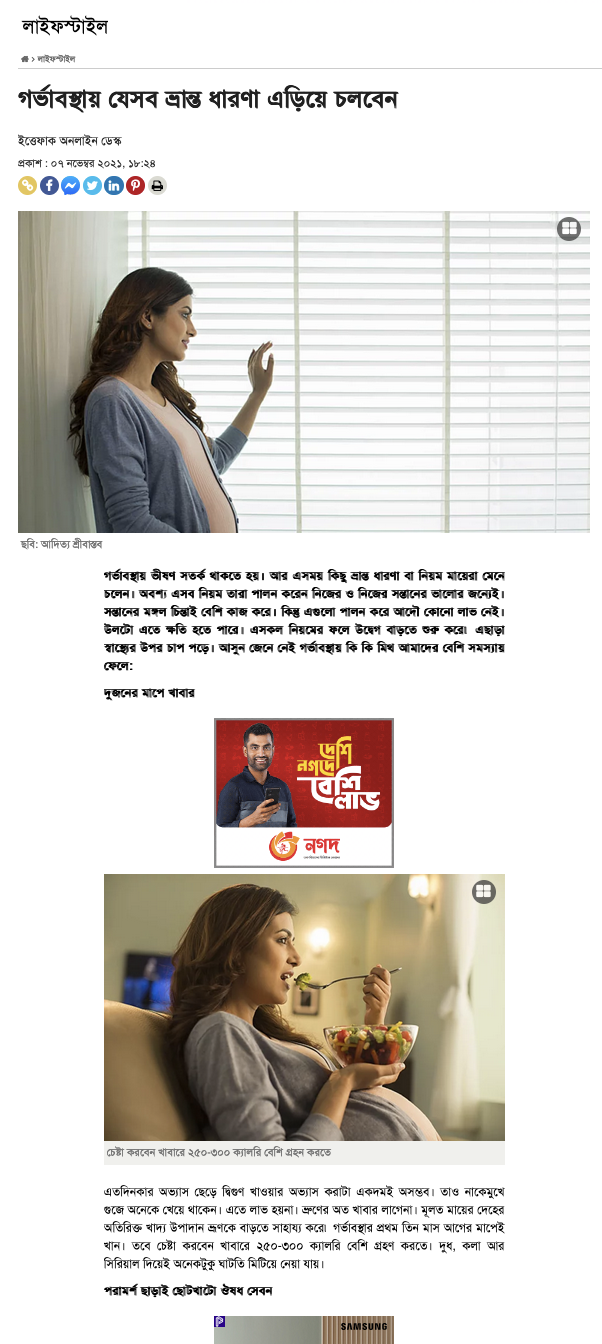 লাইফস্টাইল
› লাইফস্টাইল
গর্ভাবস্থায় যেসব ভ্রান্ত ধারণা এড়িয়ে চলবেন
ইত্তেফাক অনলাইন ডেস্ক
প্রকাশ : ০৭ নভেম্বর ২০২১, ১৮:২৪
ছবি: আদিত্য শ্রীবাস্তব
গর্ভাবস্থায় ভীষণ সতর্ক থাকতে হয়। আর এসময় কিছু ভ্রান্ত ধারণা বা নিয়ম মায়েরা মেনে
চলেন। অবশ্য এসব নিয়ম তারা পালন করেন নিজের ও নিজের সন্তানের ভালোর জন্যেই।
সন্তানের মঙ্গল চিন্তাই বেশি কাজ করে। কিন্তু এগুলো পালন করে আদৌ কোনো লাভ নেই।
উলটো এতে ক্ষতি হতে পারে। এসকল নিয়মের ফলে উদ্বেগ বাড়তে শুরু করে৷ এছাড়া
স্বাস্থ্যের উপর চাপ পড়ে। আসুন জেনে নেই গর্ভাবস্থায় কি কি মিথ আমাদের বেশি সমস্যায়
ফেলে:
দুজনের মাপে খাবার
দেশি
নগদে
বেশি
লাভ
নগদ
চেষ্টা করবেন খাবারে ২৫০-৩০০ ক্যালরি বেশি গ্রহন করতে
এতদিনকার অভ্যাস ছেড়ে দ্বিগুণ খাওয়ার অভ্যাস করাটা একদমই অসম্ভব। তাও নাকেমুখে
গুজে অনেকে খেয়ে থাকেন। এতে লাভ হয়না। ভ্রুণের অত খাবার লাগেনা। মূলত মায়ের দেহের
অতিরিক্ত খাদ্য উপাদান ভ্রূণকে বাড়তে সাহায্য করে৷ গর্ভাবস্থার প্রথম তিন মাস আগের মাপেই
খান। তবে চেষ্টা করবেন খাবারে ২৫০-৩০০ ক্যালরি বেশি গ্রহণ করতে। দুধ, কলা আর
সিরিয়াল দিয়েই অনেকটুকু ঘাটতি মিটিয়ে নেয়া যায়।
পরামর্শ ছাড়াই ছোটখাটো ঔষধ সেবন
SAMSUNG